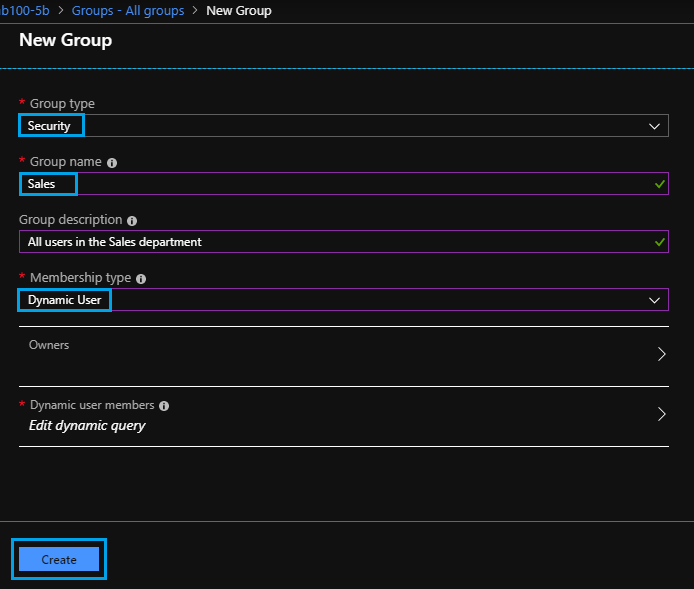 b100-5b > Groups - All groups > New Group
New Group
* Group type
Security
* Group name
Sales
Group description
All users in the Sales department
* Membership type
Dynamic User
Owners
* Dynamic user members
Edit dynamic query
Create